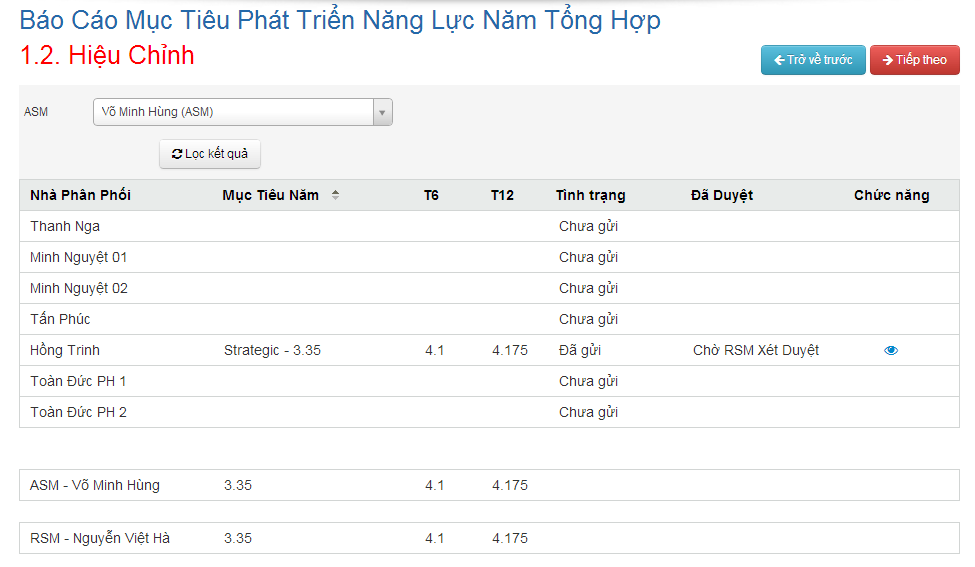 Báo Cáo Mục Tiêu Phát Triển Năng Lực Năm Tổng Hợp
1.2. Hiệu Chỉnh
Trở về trước Tiếp theo
ASM Võ Minh Hùng (ASM)
Lọc kết quả
Nhà Phân Phối Mục Tiêu Năm T6 T12 Tình trạng Đã Duyệt Chức năng
Thanh Nga Chưa gửi
Minh Nguyệt 01 Chưa gửi
Minh Nguyệt 02 Chưa gửi
Tấn Phúc Chưa gửi
Hồng Trinh Strategic - 3.35 4.1 4.175 Đã gửi Chờ RSM Xét Duyệt
Toàn Đức PH 1 Chưa gửi
Toàn Đức PH 2 Chưa gửi
ASM - Võ Minh Hùng 3.35 4.1 4.175
RSM - Nguyễn Việt Hà 3.35 4.1 4.175